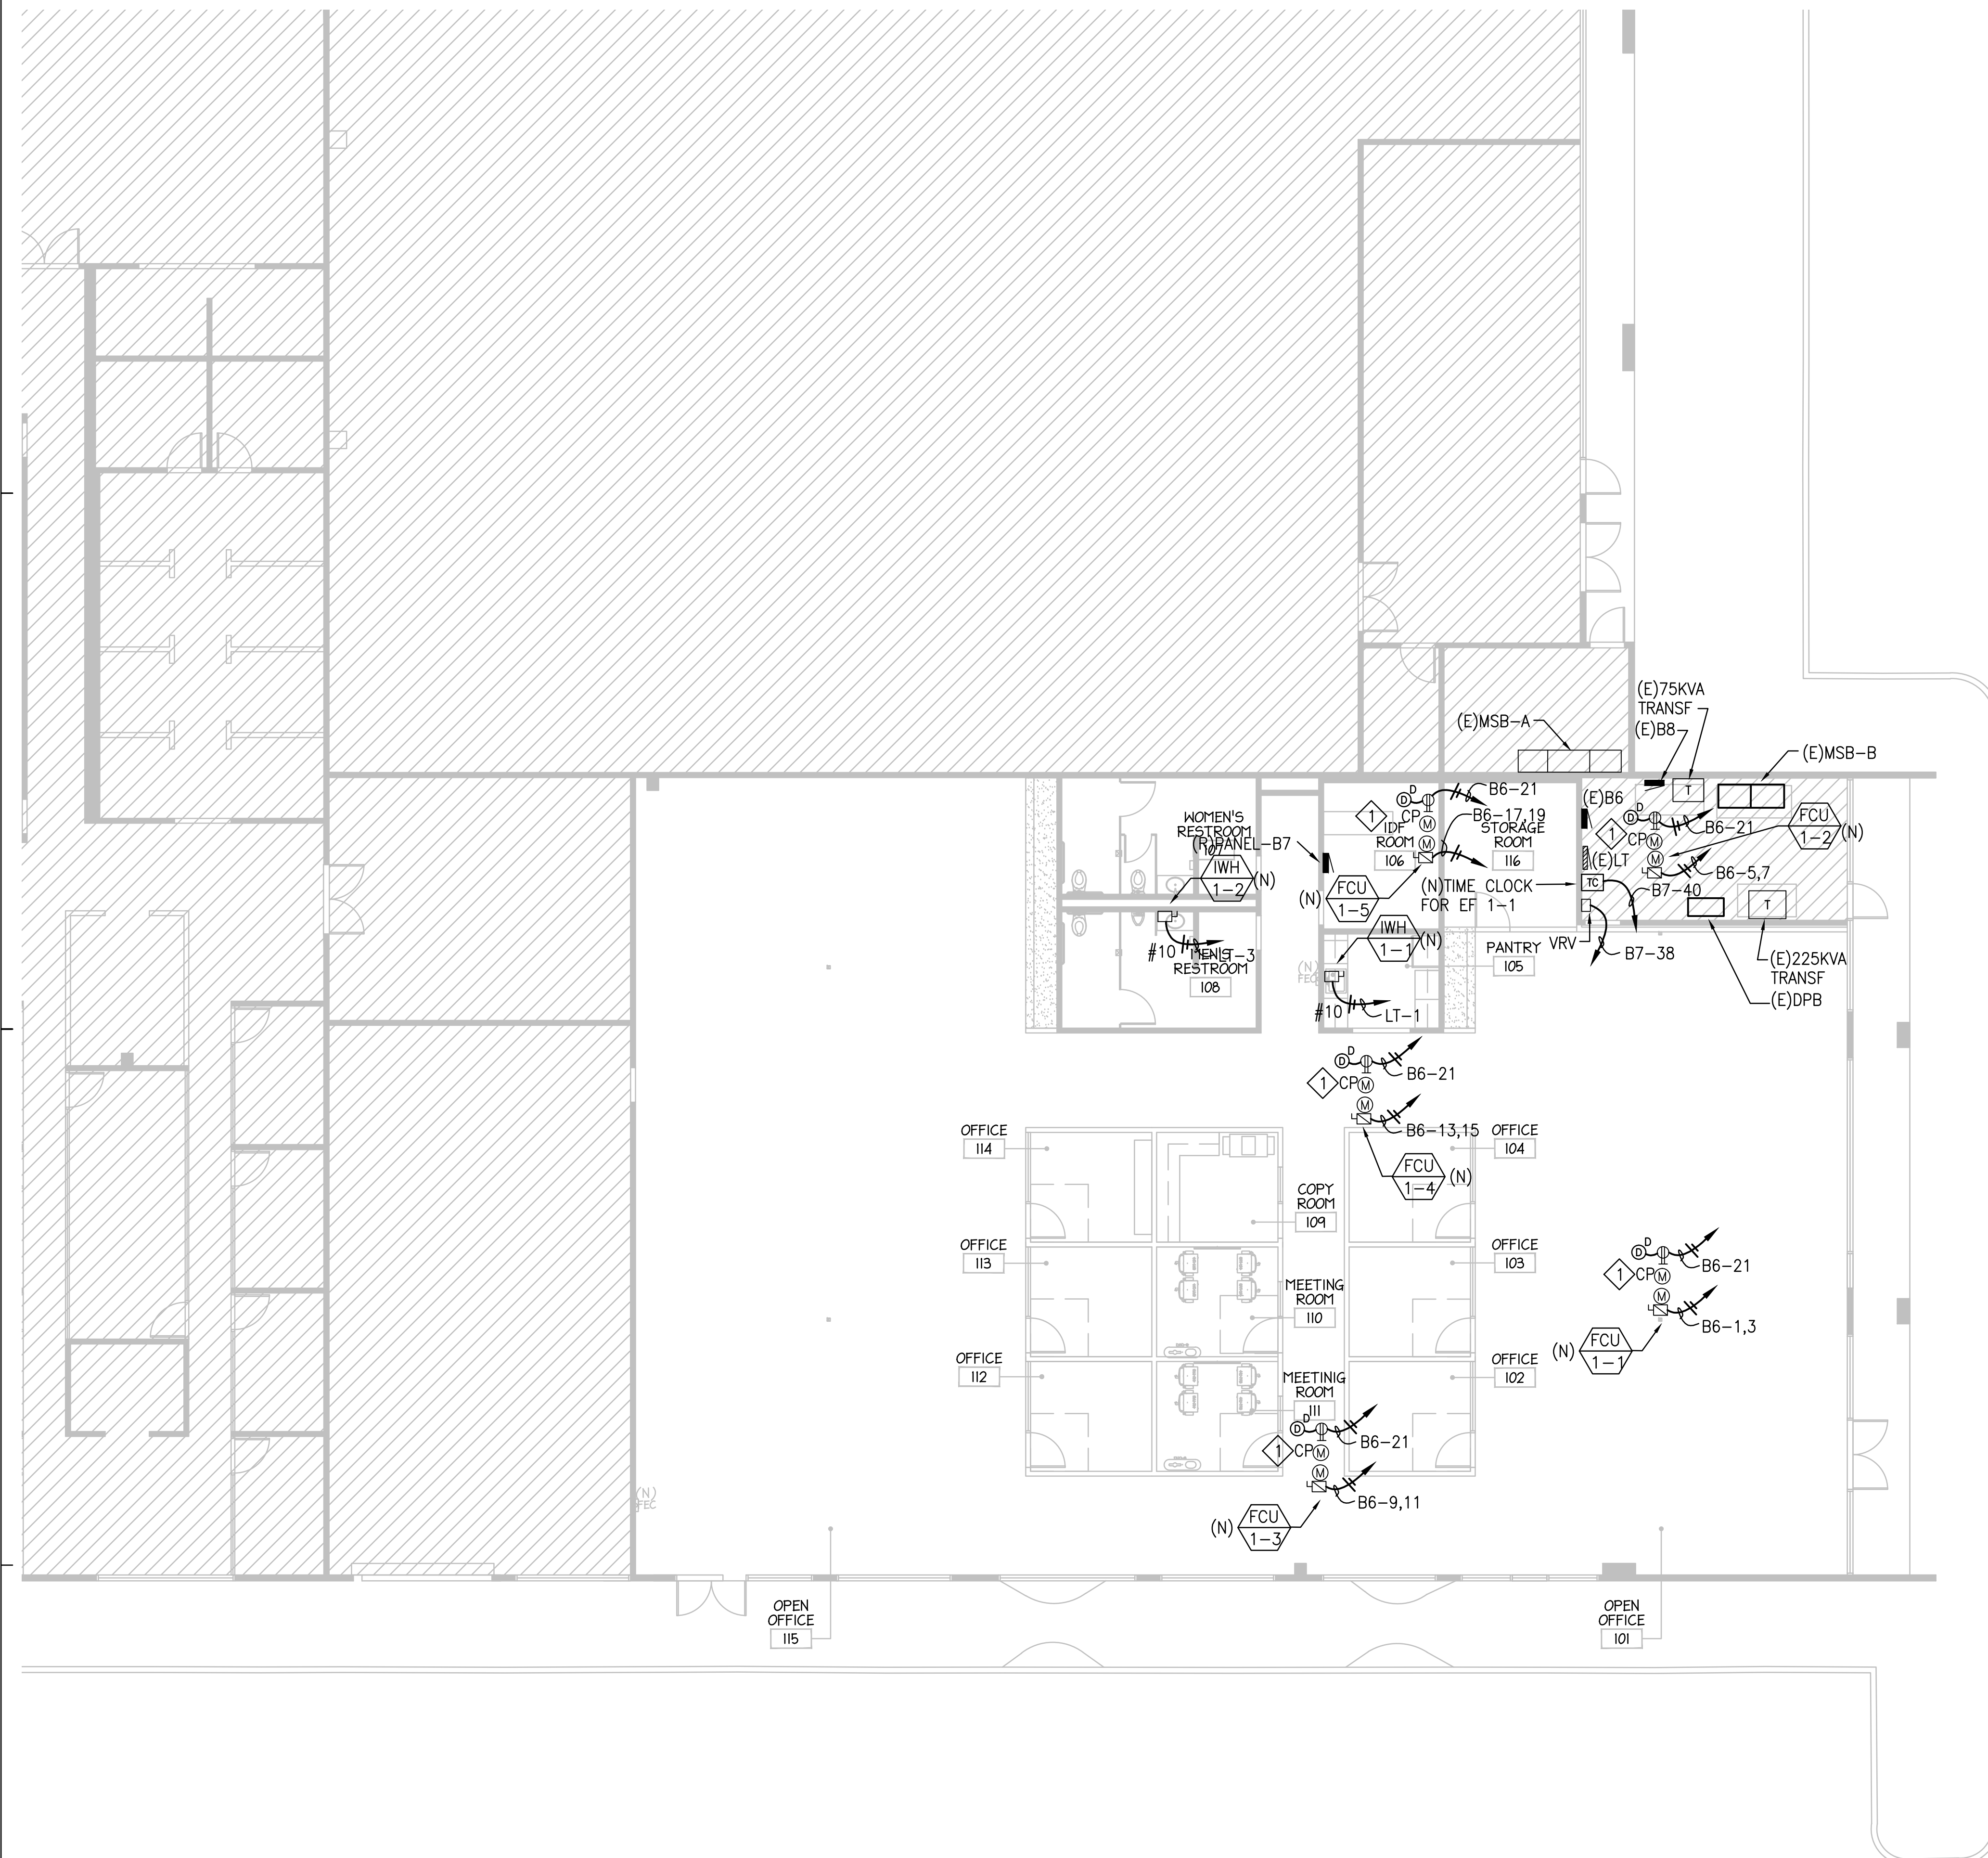 (E)75KVA
TRANSF
(E)B8
(E)MSB-A
(E)MSB-B
T
(E)B6
D
D
B6-21
1
CP
M
B6-17,19
M
IDF
ROOM
106
STORAGE
ROOM
116
WOMEN'S
RESTROOM
107
(R)PANEL-B7
IWH
1-2
(N)
(N)
FCU
1-5
D
D
B6-21
1
CP
M
M
FCU
1-2
(N)
B6-5,7
(E)LT
TC
B7-40
(N)TIME CLOCK
FOR EF 1-1
T
IWH
1-1
(N)
PANTRY
105
VRV
B7-38
(E)225KVA
TRANSF
(E)DPB
#10
LT-3
MEN'S
RESTROOM
108
(N)
FEC
#10
LT-1
D
D
B6-21
1
CP
M
M
B6-13,15
OFFICE
114
OFFICE
104
FCU
1-4
(N)
COPY
ROOM
109
OFFICE
113
OFFICE
103
D
D
B6-21
1
CP
M
M
B6-1,3
(N)
FCU
1-1
MEETING
ROOM
110
OFFICE
112
OFFICE
102
MEETINIG
ROOM
111
D
D
B6-21
1
CP
M
M
B6-9,11
(N)
FCU
1-3
(N)
FEC
OPEN
OFFICE
115
OPEN
OFFICE
101